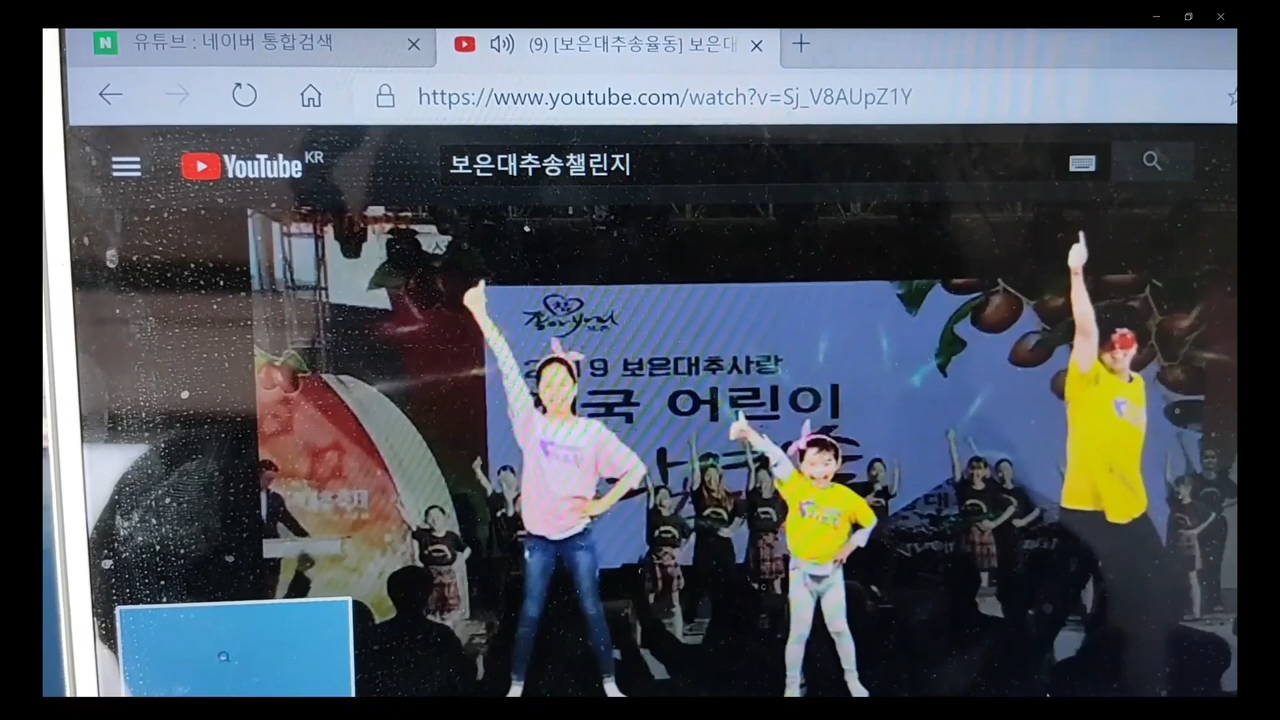 유튜브 : 네이버 통합검색
(9) [보은대추송율동] 보은대
https://www.youtube.com/watch?v=Sj_V8AUpZ1Y
YouTube KR
보은대추송챌린지
보은대추사랑
어린이